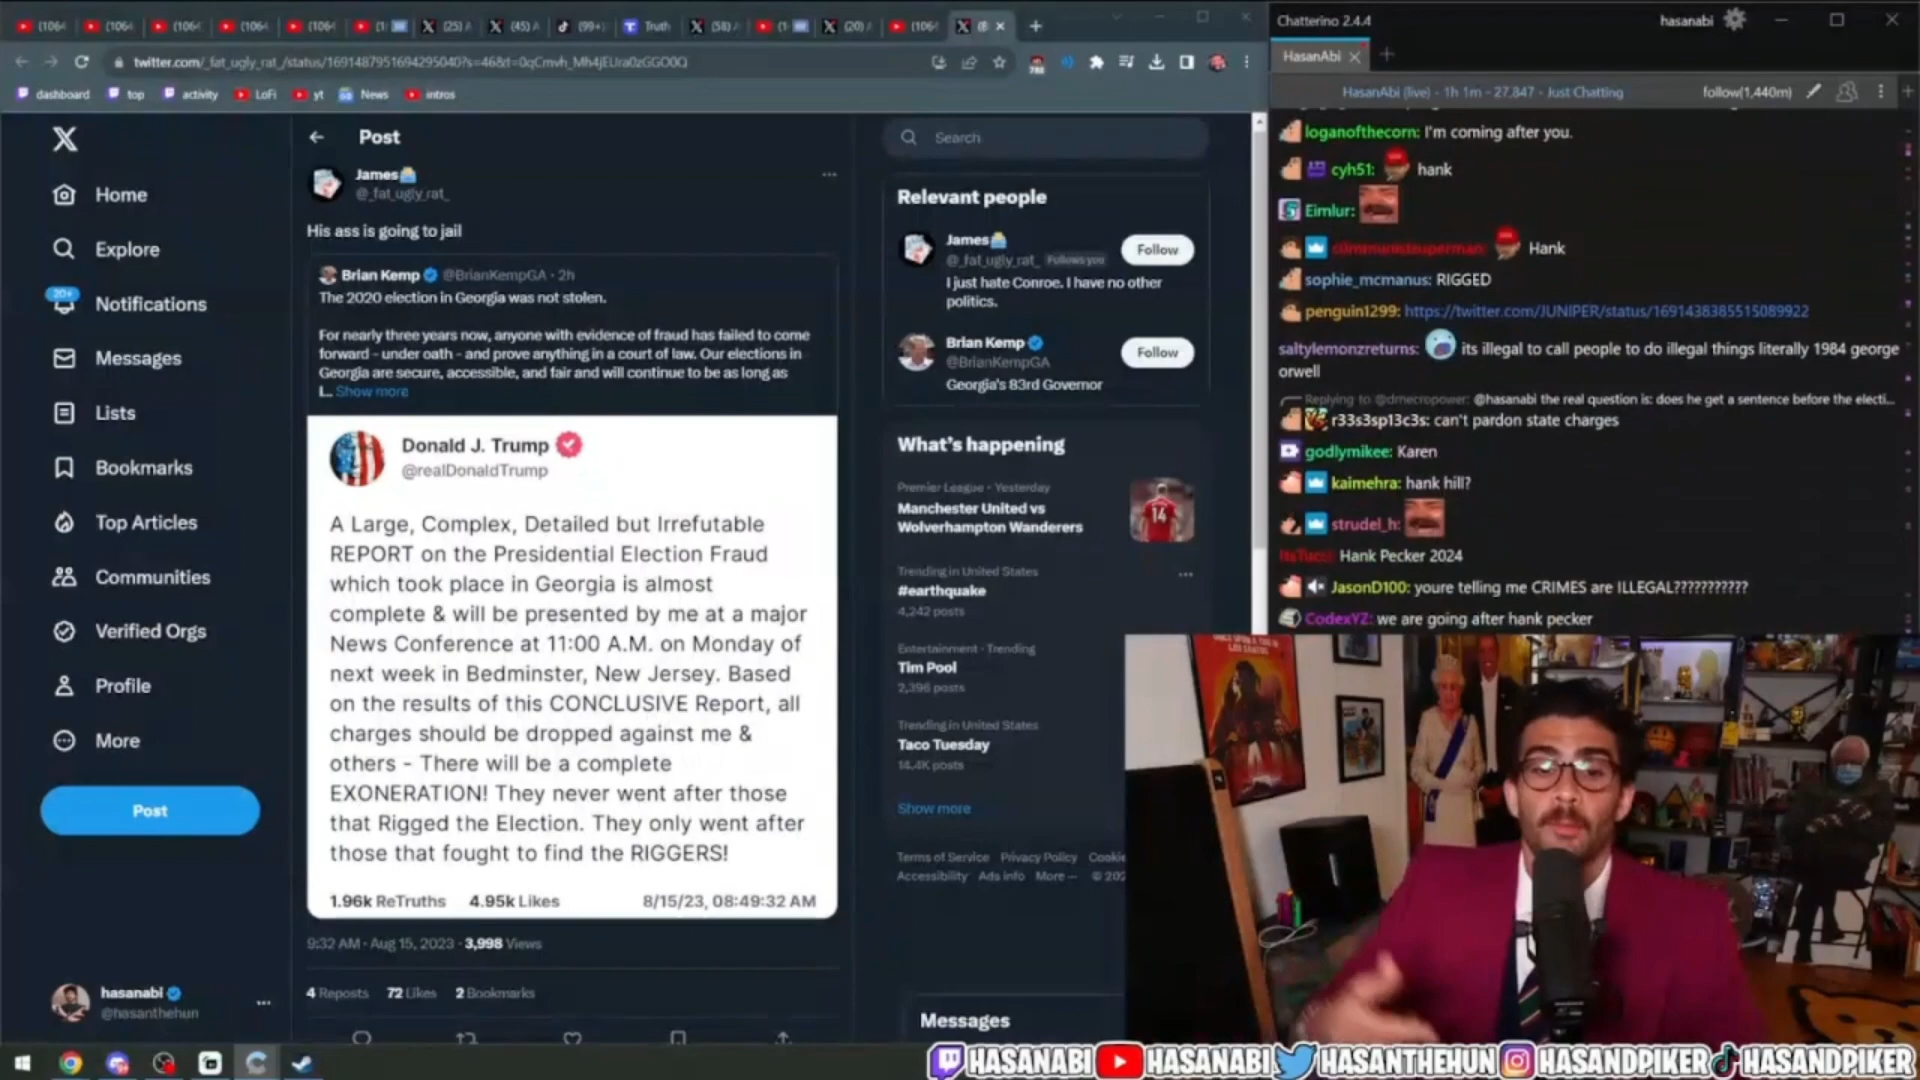 (25)
(45)
(99+)
Truth
(58)
(20)
twitter.com/_fat_ugly_rat_/status/1691487951694295040?s=46&t=0qCmvh_Mh4jEUra0zGGO0Q
dashboard
top
activity
LoFi
yt
News
intros
X
Home
Explore
20+
Notifications
Messages
Lists
Bookmarks
Top Articles
Communities
Verified Orgs
Profile
More
Post
hasanabi
@hasanthehun
Post
James
@_fat_ugly_rat_
His ass is going to jail
Brian Kemp @BrianKempGA · 2h
The 2020 election in Georgia was not stolen.
For nearly three years now, anyone with evidence of fraud has failed to come
forward - under oath - and prove anything in a court of law. Our elections in
Georgia are secure, accessible, and fair and will continue to be as long as
I... Show more
Donald J. Trump
@realDonaldTrump
A Large, Complex, Detailed but Irrefutable
REPORT on the Presidential Election Fraud
which took place in Georgia is almost
complete & will be presented by me at a major
News Conference at 11:00 A.M. on Monday of
next week in Bedminster, New Jersey. Based
on the results of this CONCLUSIVE Report, all
charges should be dropped against me &
others - There will be a complete
EXONERATION! They never went after those
that Rigged the Election. They only went after
those that fought to find the RIGGERS!
1.96k ReTruths 4.95k Likes 8/15/23, 08:49:32 AM
9:32 AM · Aug 15, 2023 · 3,998 Views
4 Reposts 72 Likes 2 Bookmarks
Search
Relevant people
James
@_fat_ugly_rat_ Follows you
Follow
I just hate Conroe. I have no other
politics.
Brian Kemp
@BrianKempGA
Follow
Georgia's 83rd Governor
What's happening
Premier League · Yesterday
Manchester United vs
Wolverhampton Wanderers
14
Trending in United States
#earthquake
4,242 posts
Entertainment · Trending
Tim Pool
2,396 posts
Trending in United States
Taco Tuesday
14.4K posts
Show more
Terms of Service Privacy Policy Cookie
Accessibility Ads info More ··· © 202
Messages
Chatterino 2.4.4
hasanabi
HasanAbi
HasanAbi (live) - 1h 1m - 27,847 - Just Chatting
follow(1,440m)
loganofthecorn: I'm coming after you.
cyh51: hank
Eimlur:
Hank
sophie_mcmanus: RIGGED
penguin1299: https://twitter.com/JUNIPER/status/1691438385515089922
saltylemonzreturns: its illegal to call people to do illegal things literally 1984 george
orwell
Replying to @drnecropower: @hasanabi the real question is: does he get a sentence before the electi...
r33s3sp13c3s: can't pardon state charges
godlymikee: Karen
kaimehra: hank hill?
strudel_h:
Hank Pecker 2024
JasonD100: youre telling me CRIMES are ILLEGAL???????????
CodexYZ: we are going after hank pecker
HASANABI
HASANABI
HASANTHEHUN
HASANDPIKER
HASANDPIKER